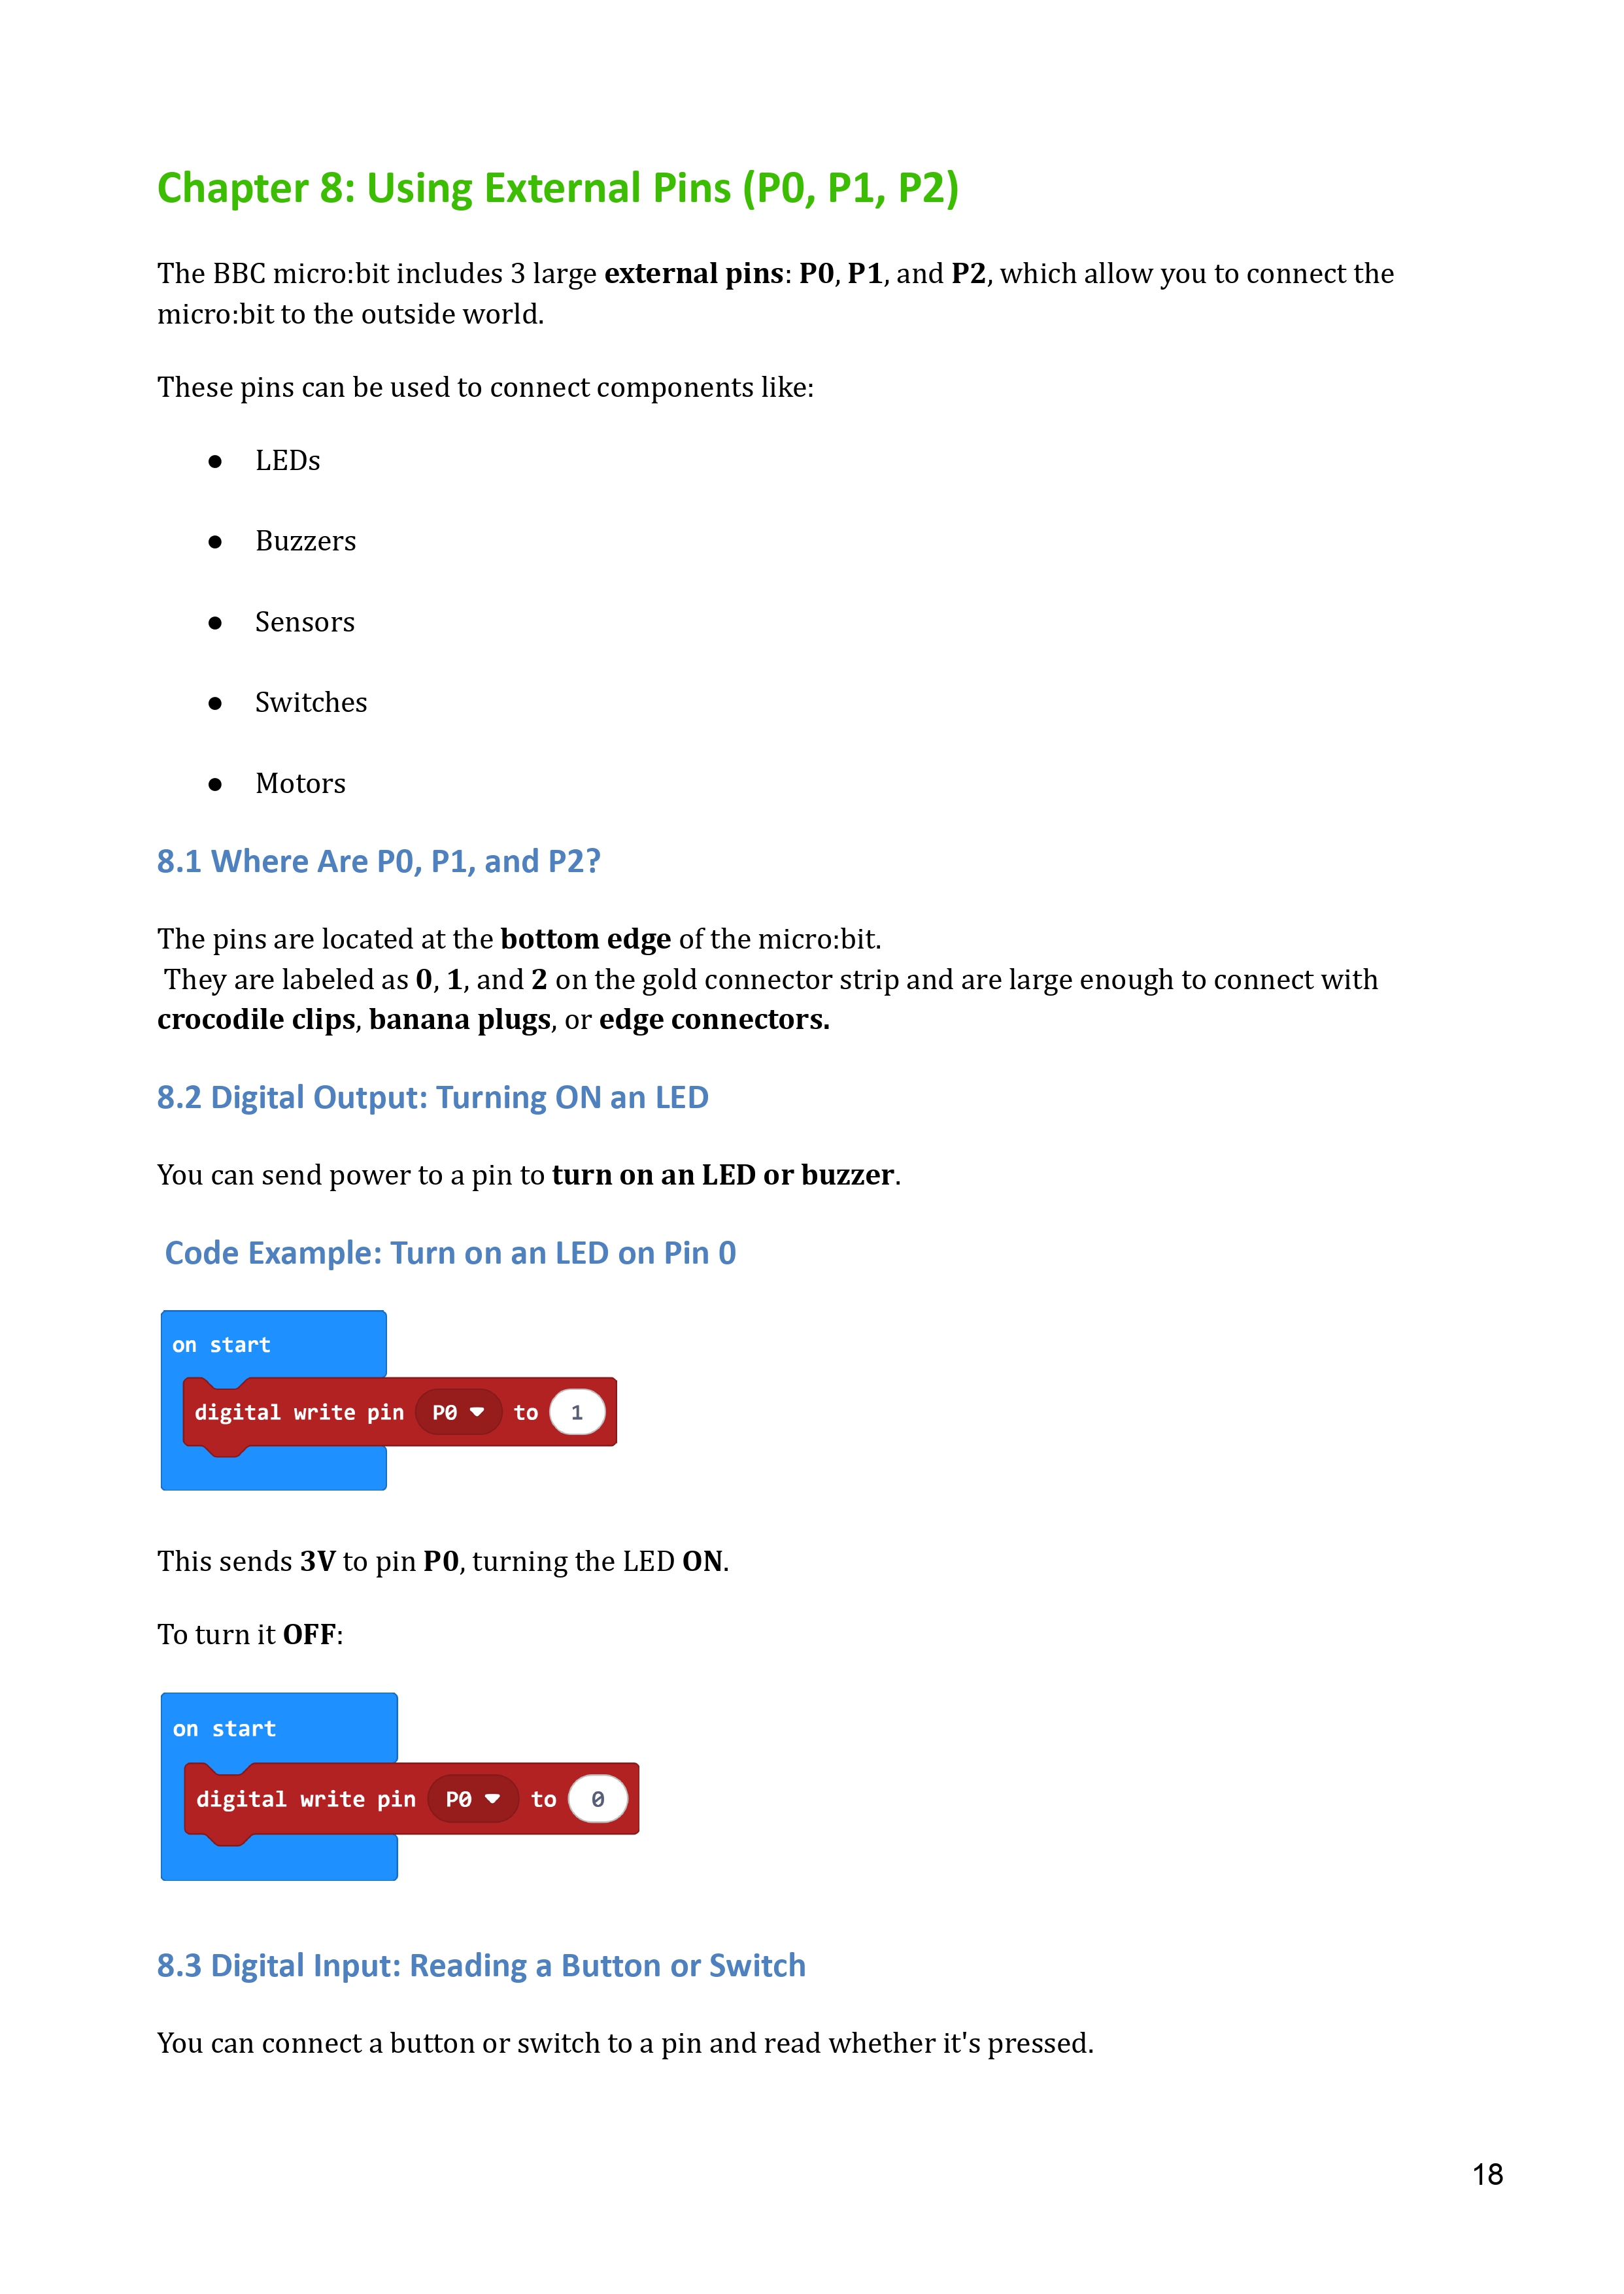 Chapter 8: Using External Pins (P0, P1, P2)
The BBC micro:bit includes 3 large external pins: P0, P1, and P2, which allow you to connect the
micro:bit to the outside world.
These pins can be used to connect components like:
● LEDs
● Buzzers
● Sensors
● Switches
● Motors
8.1 Where Are P0, P1, and P2?
The pins are located at the bottom edge of the micro:bit.
They are labeled as 0, 1, and 2 on the gold connector strip and are large enough to connect with
crocodile clips, banana plugs, or edge connectors.
8.2 Digital Output: Turning ON an LED
You can send power to a pin to turn on an LED or buzzer.
Code Example: Turn on an LED on Pin 0
on start
digital write pin P0 to 1
This sends 3V to pin P0, turning the LED ON.
To turn it OFF:
on start
digital write pin P0 to 0
8.3 Digital Input: Reading a Button or Switch
You can connect a button or switch to a pin and read whether it's pressed.
18